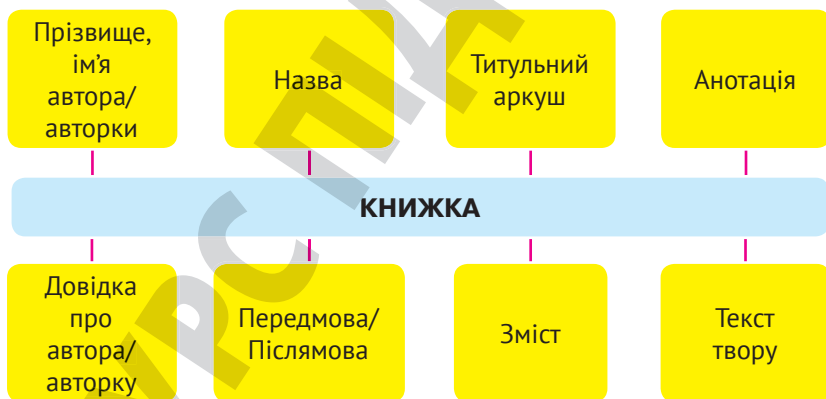 Прізвище,
ім’я
автора/
авторки
Назва
Титульний
аркуш
Анотація
КНИЖКА
Довідка
про
автора/
авторку
Передмова/
Післямова
Зміст
Текст
твору